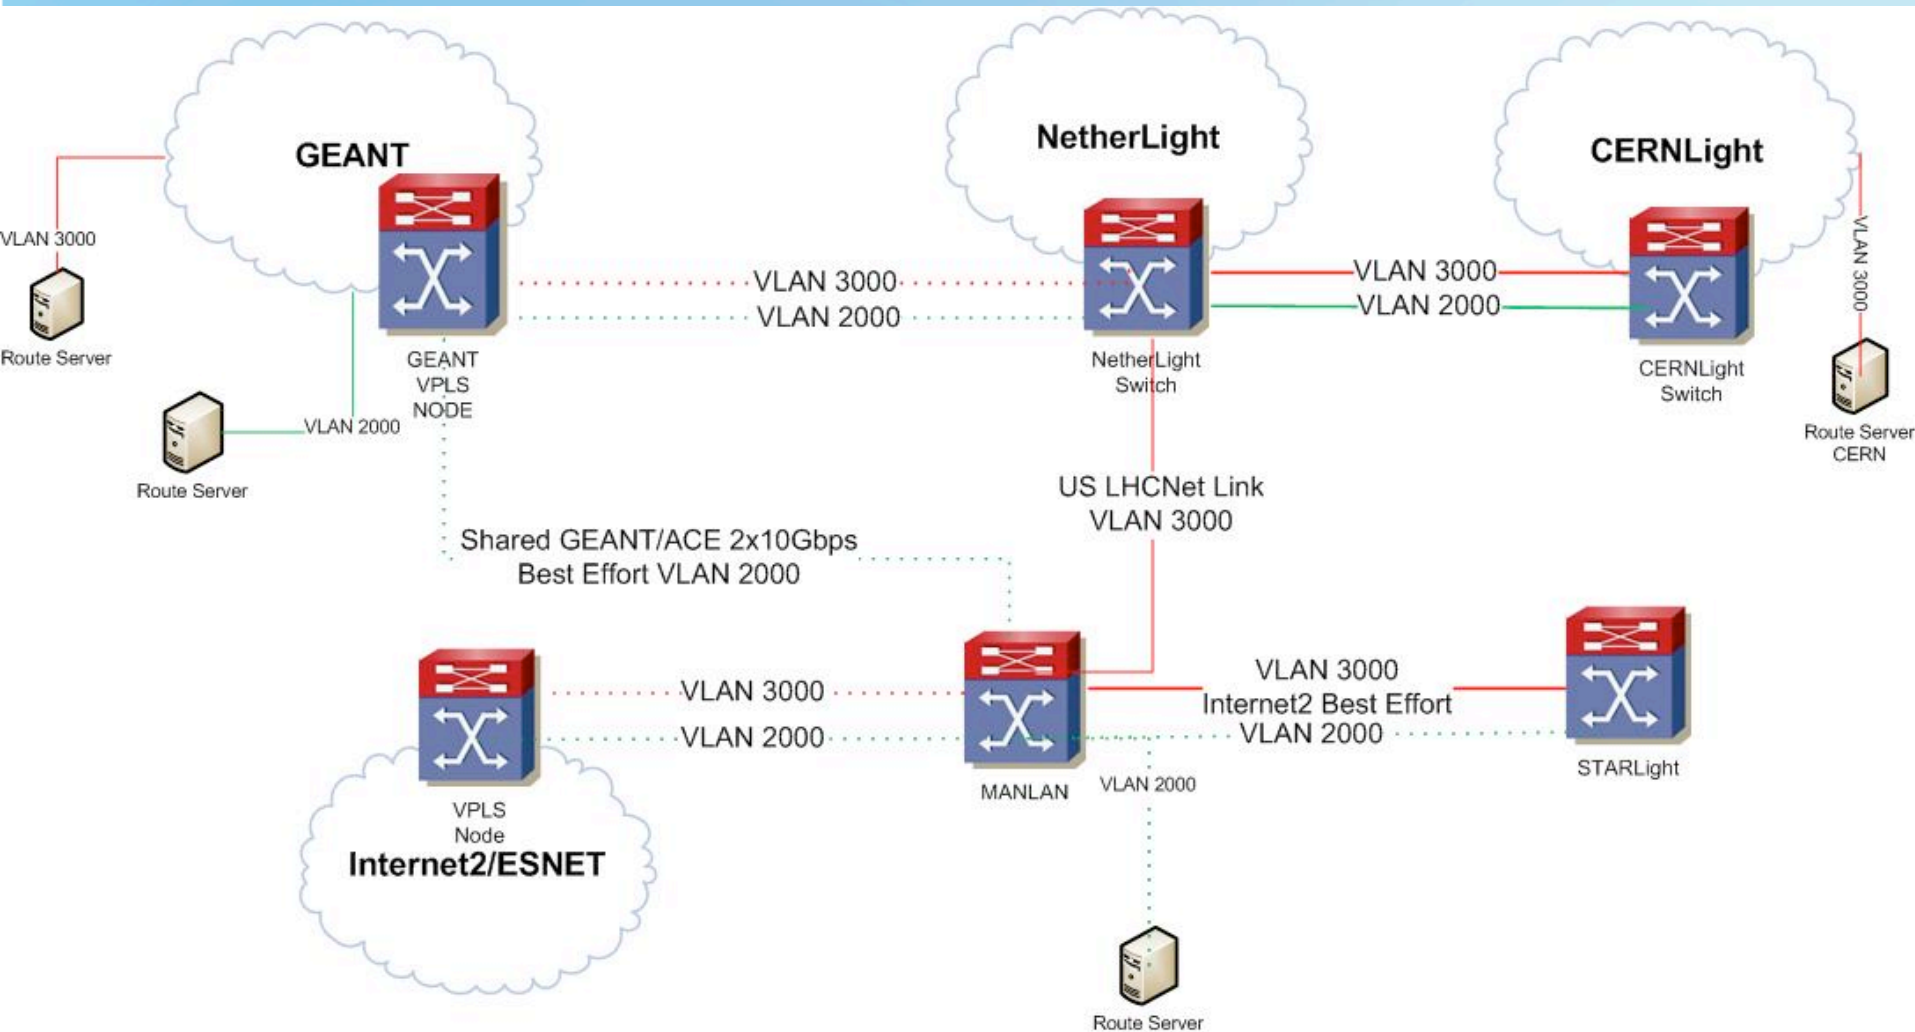 GEANT
NetherLight
CERNLight
VLAN 3000
VLAN 3000
VLAN 3000
VLAN 3000
VLAN 2000
VLAN 2000
Route Server
GEANT
VPLS
NODE
NetherLight
Switch
CERNLight
Switch
VLAN 2000
Route Server
CERN
Route Server
US LHCNet Link
VLAN 3000
Shared GEANT/ACE 2x10Gbps
Best Effort VLAN 2000
VLAN 3000
VLAN 3000
Internet2 Best Effort
VLAN 2000
VLAN 2000
STARLight
MANLAN
VLAN 2000
VPLS
Node
Internet2/ESNET
Route Server